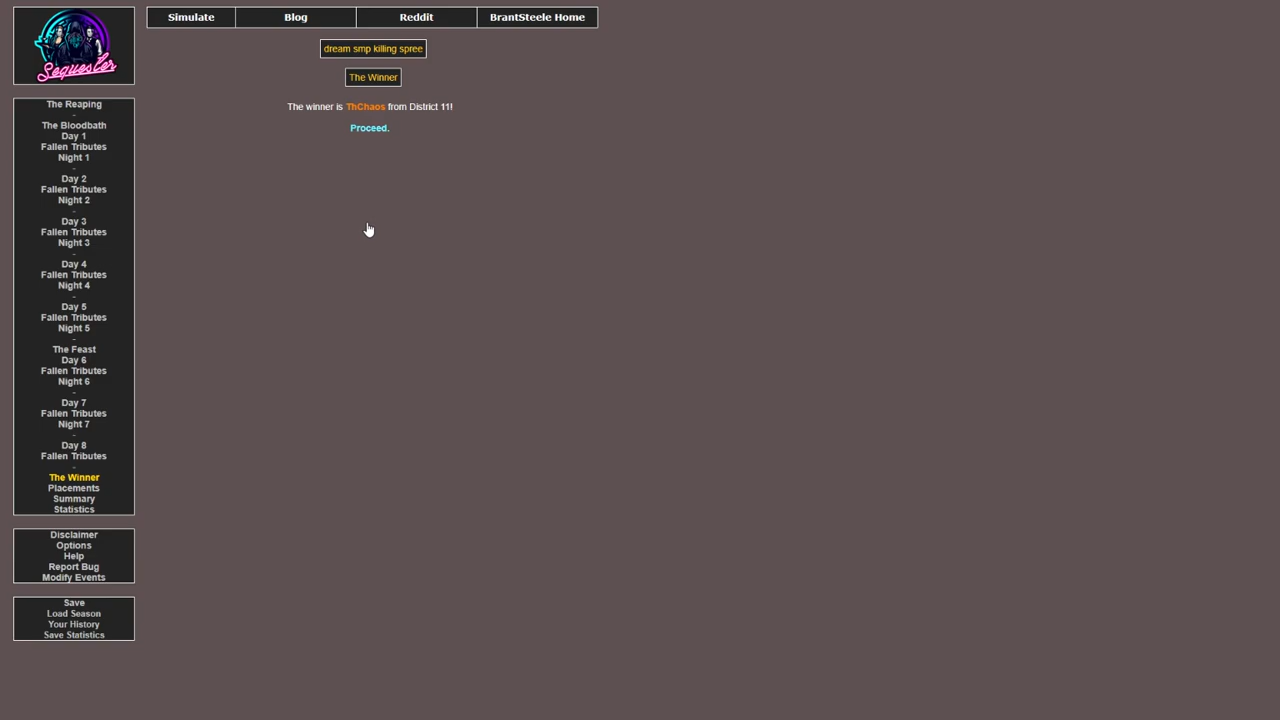 Sequester
Simulate
Blog
Reddit
BrantSteele Home
dream smp killing spree
The Winner
The winner is ThChaos from District 11!
Proceed.
The Reaping
-
The Bloodbath
Day 1
Fallen Tributes
Night 1
-
Day 2
Fallen Tributes
Night 2
-
Day 3
Fallen Tributes
Night 3
-
Day 4
Fallen Tributes
Night 4
-
Day 5
Fallen Tributes
Night 5
-
The Feast
Day 6
Fallen Tributes
Night 6
-
Day 7
Fallen Tributes
Night 7
-
Day 8
Fallen Tributes
-
The Winner
Placements
Summary
Statistics
Disclaimer
Options
Help
Report Bug
Modify Events
Save
Load Season
Your History
Save Statistics